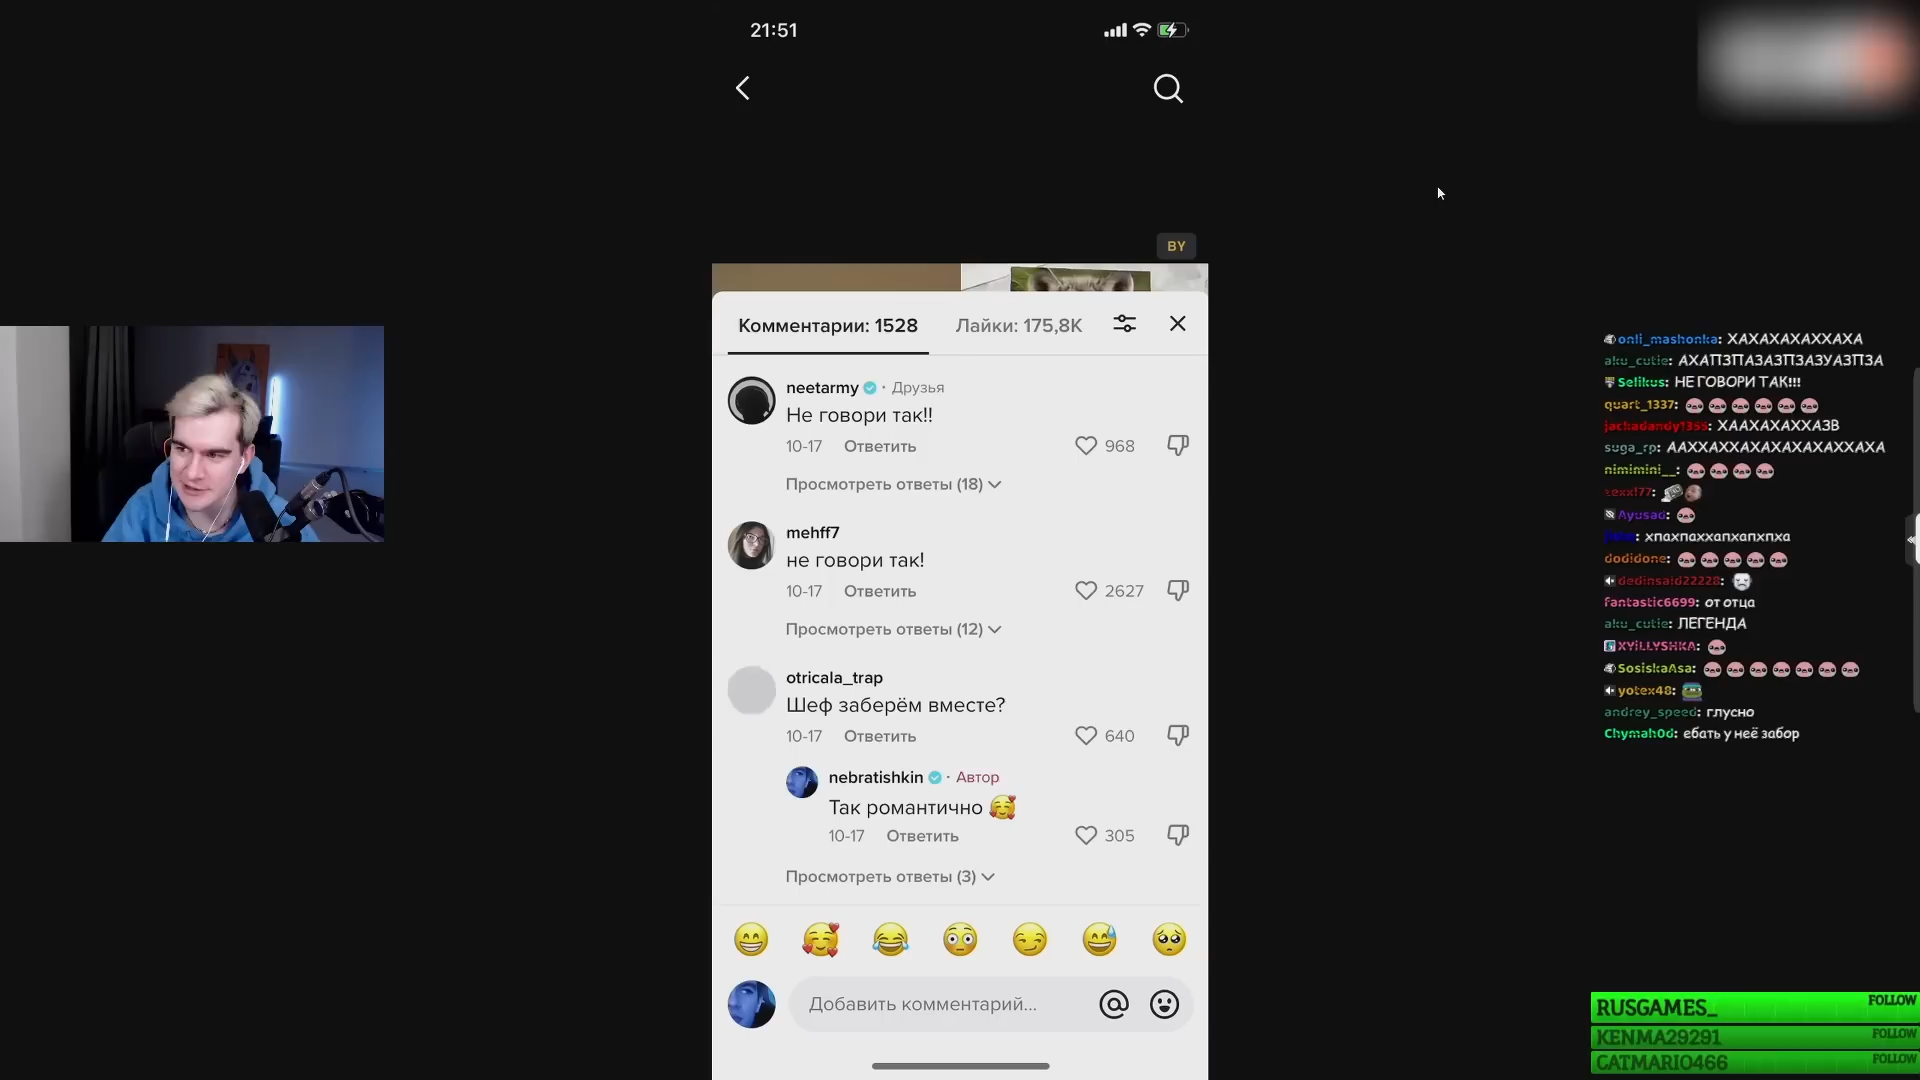 21:51
BY
Комментарии: 1528
Лайки: 175,8K
neetarmy · Друзья
Не говори так!!
10-17 Ответить 968
Просмотреть ответы (18)
mehff7
не говори так!
10-17 Ответить 2627
Просмотреть ответы (12)
otricala_trap
Шеф заберём вместе?
10-17 Ответить 640
nebratishkin · Автор
Так романтично 🥰
10-17 Ответить 305
Просмотреть ответы (3)
Добавить комментарий...
onli_mashonka: ХАХАХАХАХХАХА
aku_cutie: АХАПЗПАЗАЗПЗАЗУАЗПЗА
Selikus: НЕ ГОВОРИ ТАК!!!
quart_1337:
jackadandy1355: ХААХАХАХХАЗВ
suga_rp: ААХХАХХАХАХАХАХАХХАХА
nimimini__:
Ayusad:
: хпахпаххапхапхпха
dodidone:
dedinsaid22228:
fantastic6699: от отца
aku_cutie: ЛЕГЕНДА
XYiLLYSHKA:
SosiskaAsa:
yotex48:
andrey_speed: глусно
Chymah0d: ебать у неё забор
RUSGAMES_ FOLLOW
KENMA29291 FOLLOW
CATMARIO466 FOLLOW